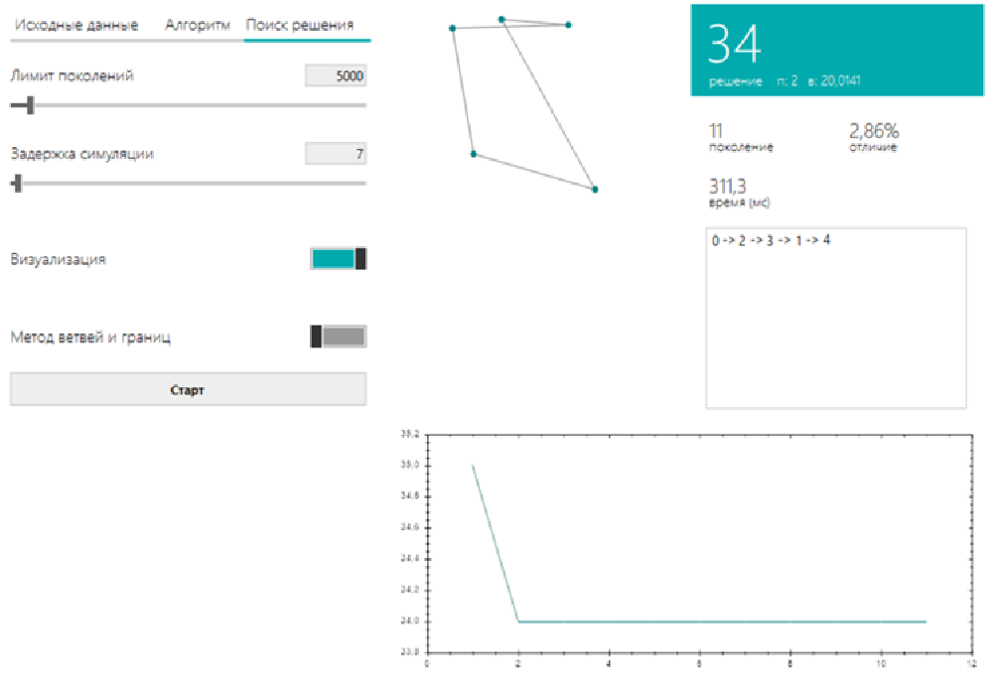 Исходные данные Алгоритм Поиск решения
Лимит поколений 5000
Задержка симуляции 7
Визуализация
Метод ветвей и границ
Старт
34
решение п: 2 в: 20,0141
11 2,86%
поколение отличие
311,3
время (мс)
0 -> 2 -> 3 -> 1 -> 4
35,2
35,0
34,8
34,6
34,4
34,2
34,0
33,8
0 2 4 6 8 10 12